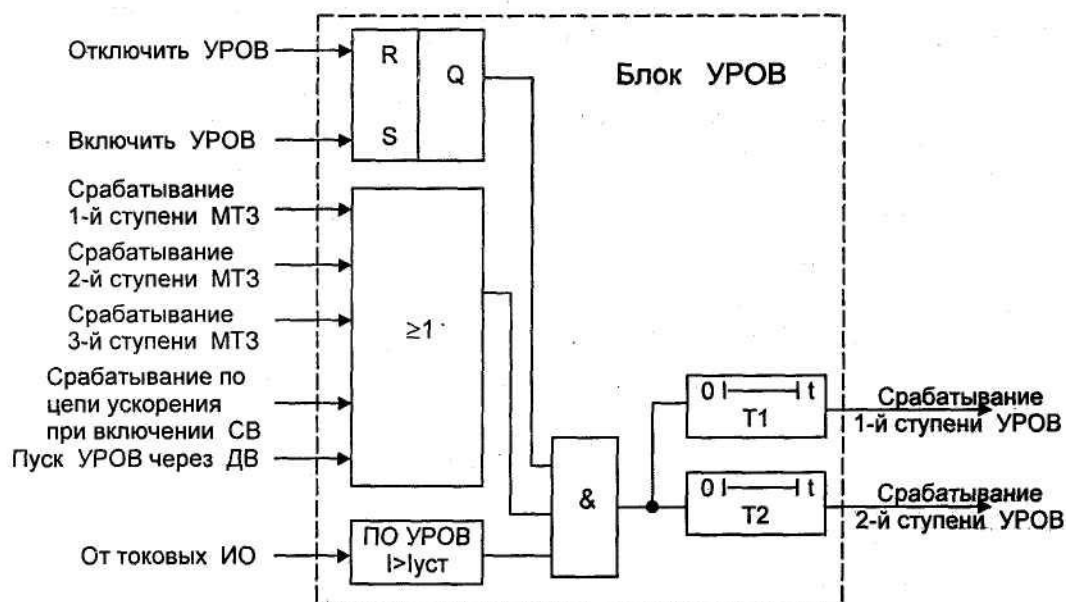 Отключить УРОВ
Включить УРОВ
R
S
Q
Блок УРОВ
Срабатывание
1-й ступени МТЗ
Срабатывание
2-й ступени МТЗ
Срабатывание
3-й ступени МТЗ
Срабатывание по
цепи ускорения
при включении СВ
Пуск УРОВ через ДВ
≥1
От токовых ИО
ПО УРОВ
I>Iуст
&
0 t
T1
0 t
T2
Срабатывание
1-й ступени УРОВ
Срабатывание
2-й ступени УРОВ